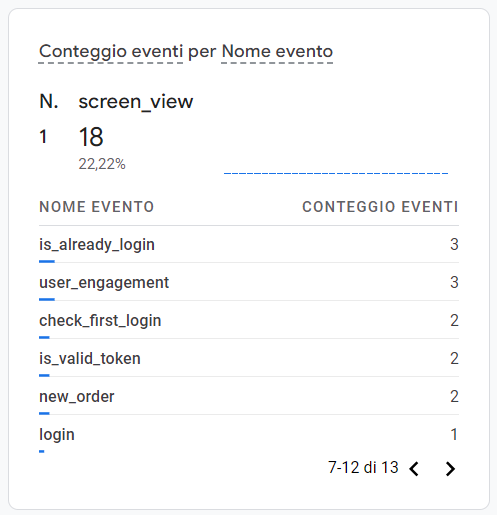 Conteggio eventi per Nome evento
N. screen_view
1 18
22,22%
NOME EVENTO CONTEGGIO EVENTI
is_already_login 3
user_engagement 3
check_first_login 2
is_valid_token 2
new_order 2
login 1
7-12 di 13